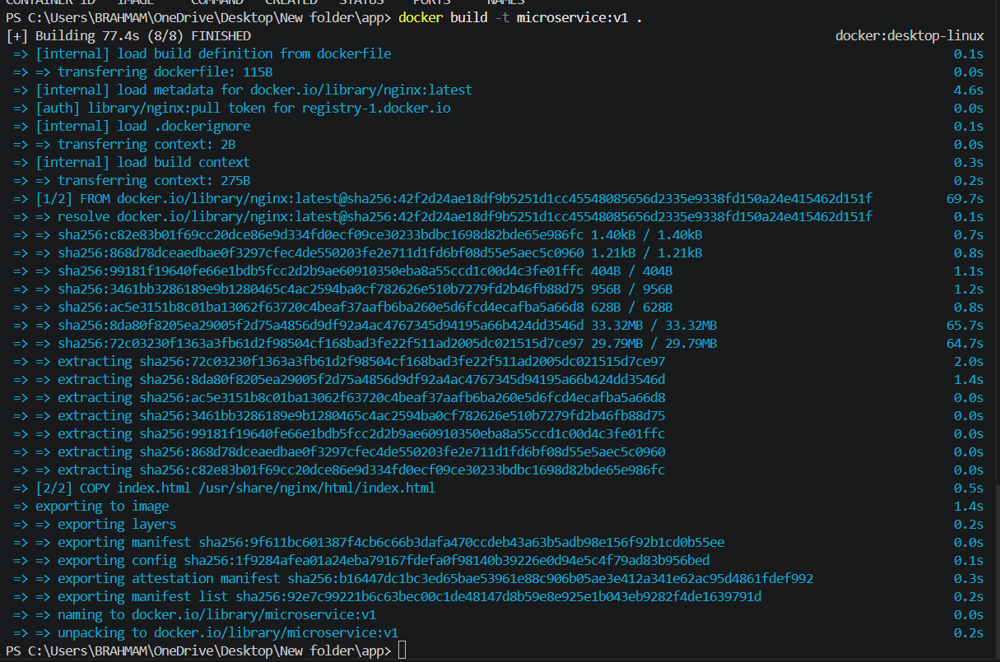 CONTAINER ID IMAGE COMMAND CREATED STATUS PORTS NAMES
PS C:\Users\BRAHMAM\OneDrive\Desktop\New folder\app> docker build -t microservice:v1 .
[+] Building 77.4s (8/8) FINISHED docker:desktop-linux
=> [internal] load build definition from dockerfile 0.1s
=> => transferring dockerfile: 115B 0.0s
=> [internal] load metadata for docker.io/library/nginx:latest 4.6s
=> [auth] library/nginx:pull token for registry-1.docker.io 0.0s
=> [internal] load .dockerignore 0.1s
=> => transferring context: 2B 0.0s
=> [internal] load build context 0.3s
=> => transferring context: 275B 0.2s
=> [1/2] FROM docker.io/library/nginx:latest@sha256:42f2d24ae18df9b5251d1cc45548085656d2335e9338fd150a24e415462d151f 69.7s
=> => resolve docker.io/library/nginx:latest@sha256:42f2d24ae18df9b5251d1cc45548085656d2335e9338fd150a24e415462d151f 0.1s
=> => sha256:c82e83b01f69cc20dce86e9d334fd0ecf09ce30233bdbc1698d82bde65e986fc 1.40kB / 1.40kB 0.7s
=> => sha256:868d78dceaedbae0f3297cfec4de550203fe2e711d1fd6bf08d55e5aec5c0960 1.21kB / 1.21kB 0.8s
=> => sha256:99181f19640fe66e1bdb5fcc2d2b9ae60910350eba8a55ccd1c00d4c3fe01ffc 404B / 404B 1.1s
=> => sha256:3461bb3286189e9b1280465c4ac2594ba0cf782626e510b7279fd2b46fb88d75 956B / 956B 1.2s
=> => sha256:ac5e3151b8c01ba13062f63720c4beaf37aafb6ba260e5d6fcd4ecafba5a66d8 628B / 628B 0.8s
=> => sha256:8da80f8205ea29005f2d75a4856d9df92a4ac4767345d94195a66b424dd3546d 33.32MB / 33.32MB 65.7s
=> => sha256:72c03230f1363a3fb61d2f98504cf168bad3fe22f511ad2005dc021515d7ce97 29.79MB / 29.79MB 64.7s
=> => extracting sha256:72c03230f1363a3fb61d2f98504cf168bad3fe22f511ad2005dc021515d7ce97 2.0s
=> => extracting sha256:8da80f8205ea29005f2d75a4856d9df92a4ac4767345d94195a66b424dd3546d 1.4s
=> => extracting sha256:ac5e3151b8c01ba13062f63720c4beaf37aafb6ba260e5d6fcd4ecafba5a66d8 0.0s
=> => extracting sha256:3461bb3286189e9b1280465c4ac2594ba0cf782626e510b7279fd2b46fb88d75 0.0s
=> => extracting sha256:99181f19640fe66e1bdb5fcc2d2b9ae60910350eba8a55ccd1c00d4c3fe01ffc 0.0s
=> => extracting sha256:868d78dceaedbae0f3297cfec4de550203fe2e711d1fd6bf08d55e5aec5c0960 0.0s
=> => extracting sha256:c82e83b01f69cc20dce86e9d334fd0ecf09ce30233bdbc1698d82bde65e986fc 0.0s
=> [2/2] COPY index.html /usr/share/nginx/html/index.html 0.5s
=> exporting to image 1.4s
=> => exporting layers 0.2s
=> => exporting manifest sha256:9f611bc601387f4cb6c66b3dafa470ccdeb43a63b5adb98e156f92b1cd0b55ee 0.0s
=> => exporting config sha256:1f9284afea01a24eba79167fdefa0f98140b39226e0d94e5c4f79ad83b956bed 0.1s
=> => exporting attestation manifest sha256:b16447dc1bc3ed65bae53961e88c906b05ae3e412a341e62ac95d4861fdef992 0.3s
=> => exporting manifest list sha256:92e7c99221b6c63bec00c1de48147d8b59e8e925e1b043eb9282f4de1639791d 0.2s
=> => naming to docker.io/library/microservice:v1 0.0s
=> => unpacking to docker.io/library/microservice:v1 0.2s
PS C:\Users\BRAHMAM\OneDrive\Desktop\New folder\app>